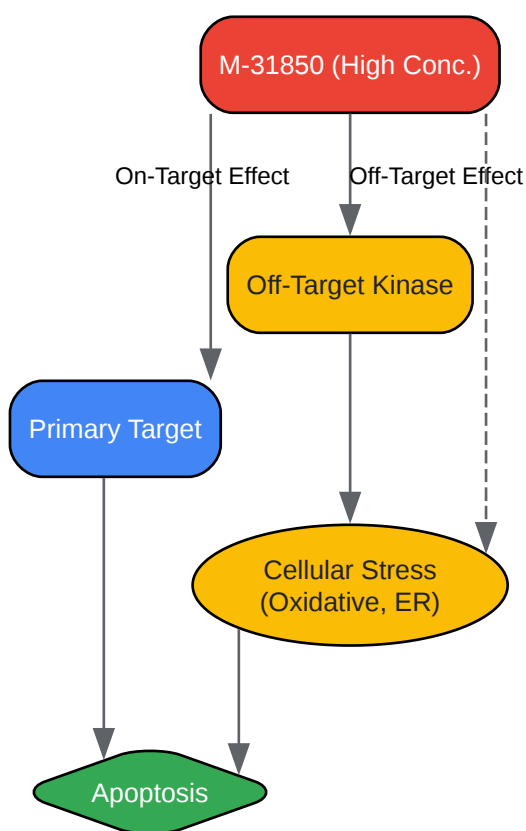 M-31850 (High Conc.)
On-Target Effect
Off-Target Effect
Off-Target Kinase
Primary Target
Cellular Stress
(Oxidative, ER)
Apoptosis